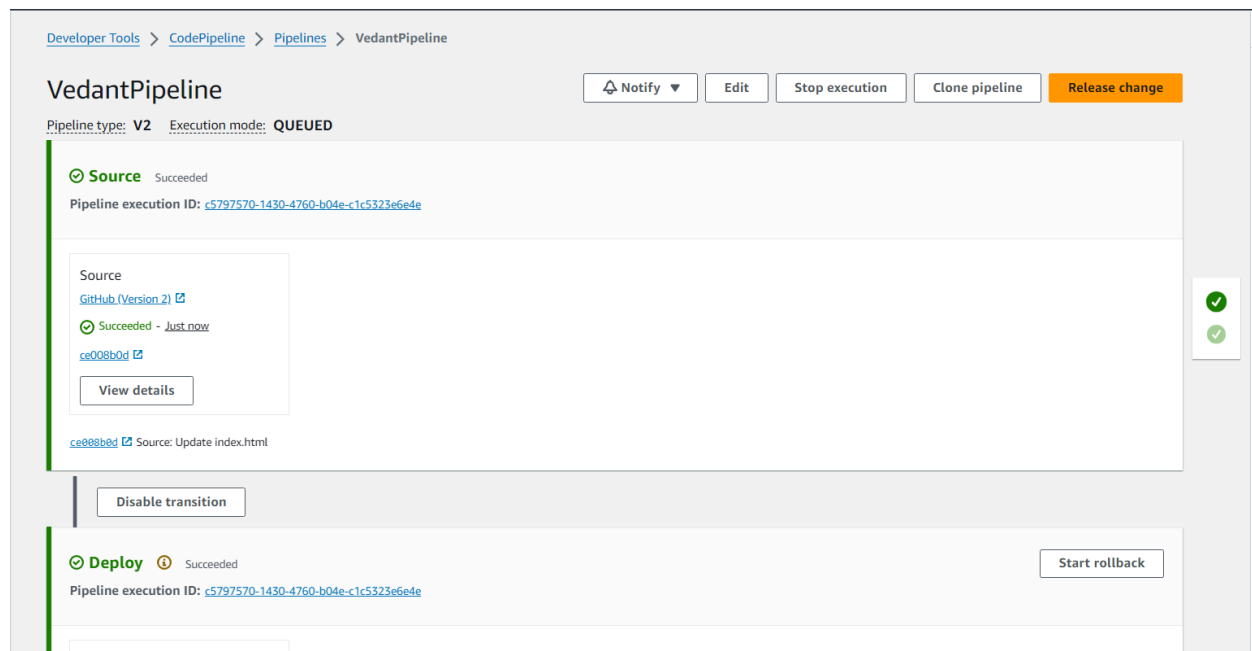 Developer Tools > CodePipeline > Pipelines > VedantPipeline
VedantPipeline
Notify ▼ Edit Stop execution Clone pipeline Release change
Pipeline type: V2 Execution mode: QUEUED
Source Succeeded
Pipeline execution ID: c5797570-1430-4760-b04e-c1c5323e6e4e
Source
GitHub (Version 2)
Succeeded - Just now
ce008b0d
View details
ce008b0d Source: Update index.html
Disable transition
Deploy Succeeded
Start rollback
Pipeline execution ID: c5797570-1430-4760-b04e-c1c5323e6e4e